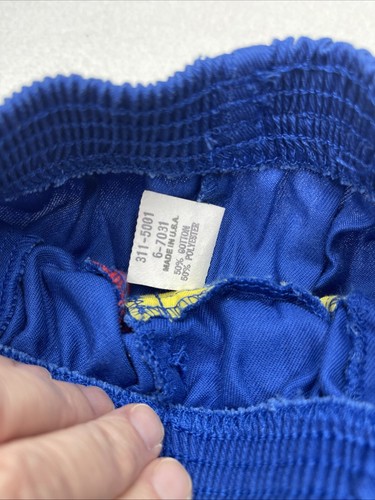 311-5001
6-7031
MADE IN U.S.A.
50% COTTON
50% POLYESTER